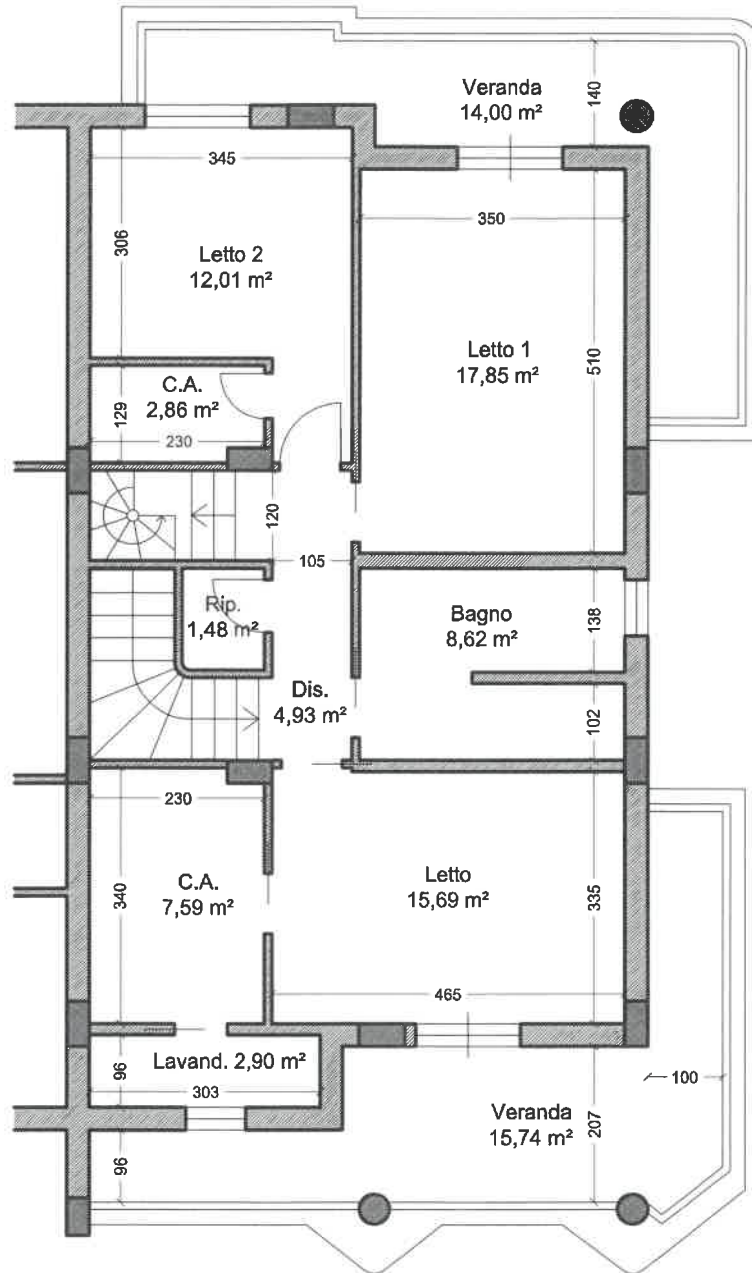 Veranda
14,00 m²
140
345
350
306
Letto 2
12,01 m²
Letto 1
17,85 m²
510
C.A.
2,86 m²
129
230
120
105
Rip.
1,48 m²
Bagno
8,62 m²
138
Dis.
4,93 m²
102
230
C.A.
7,59 m²
340
Letto
15,69 m²
335
465
Lavand. 2,90 m²
96
303
100
Veranda
15,74 m²
207
96